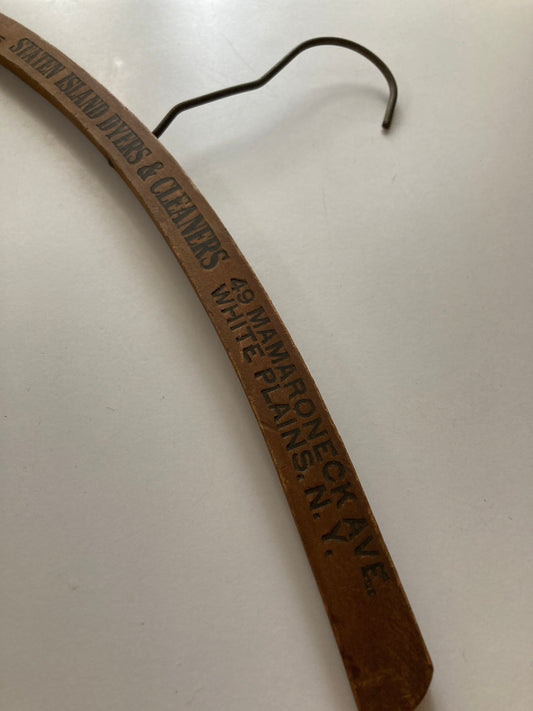 STATEN ISLAND DYERS & CLEANERS
49 MAMARONECK AVE.
WHITE PLAINS. N. Y.